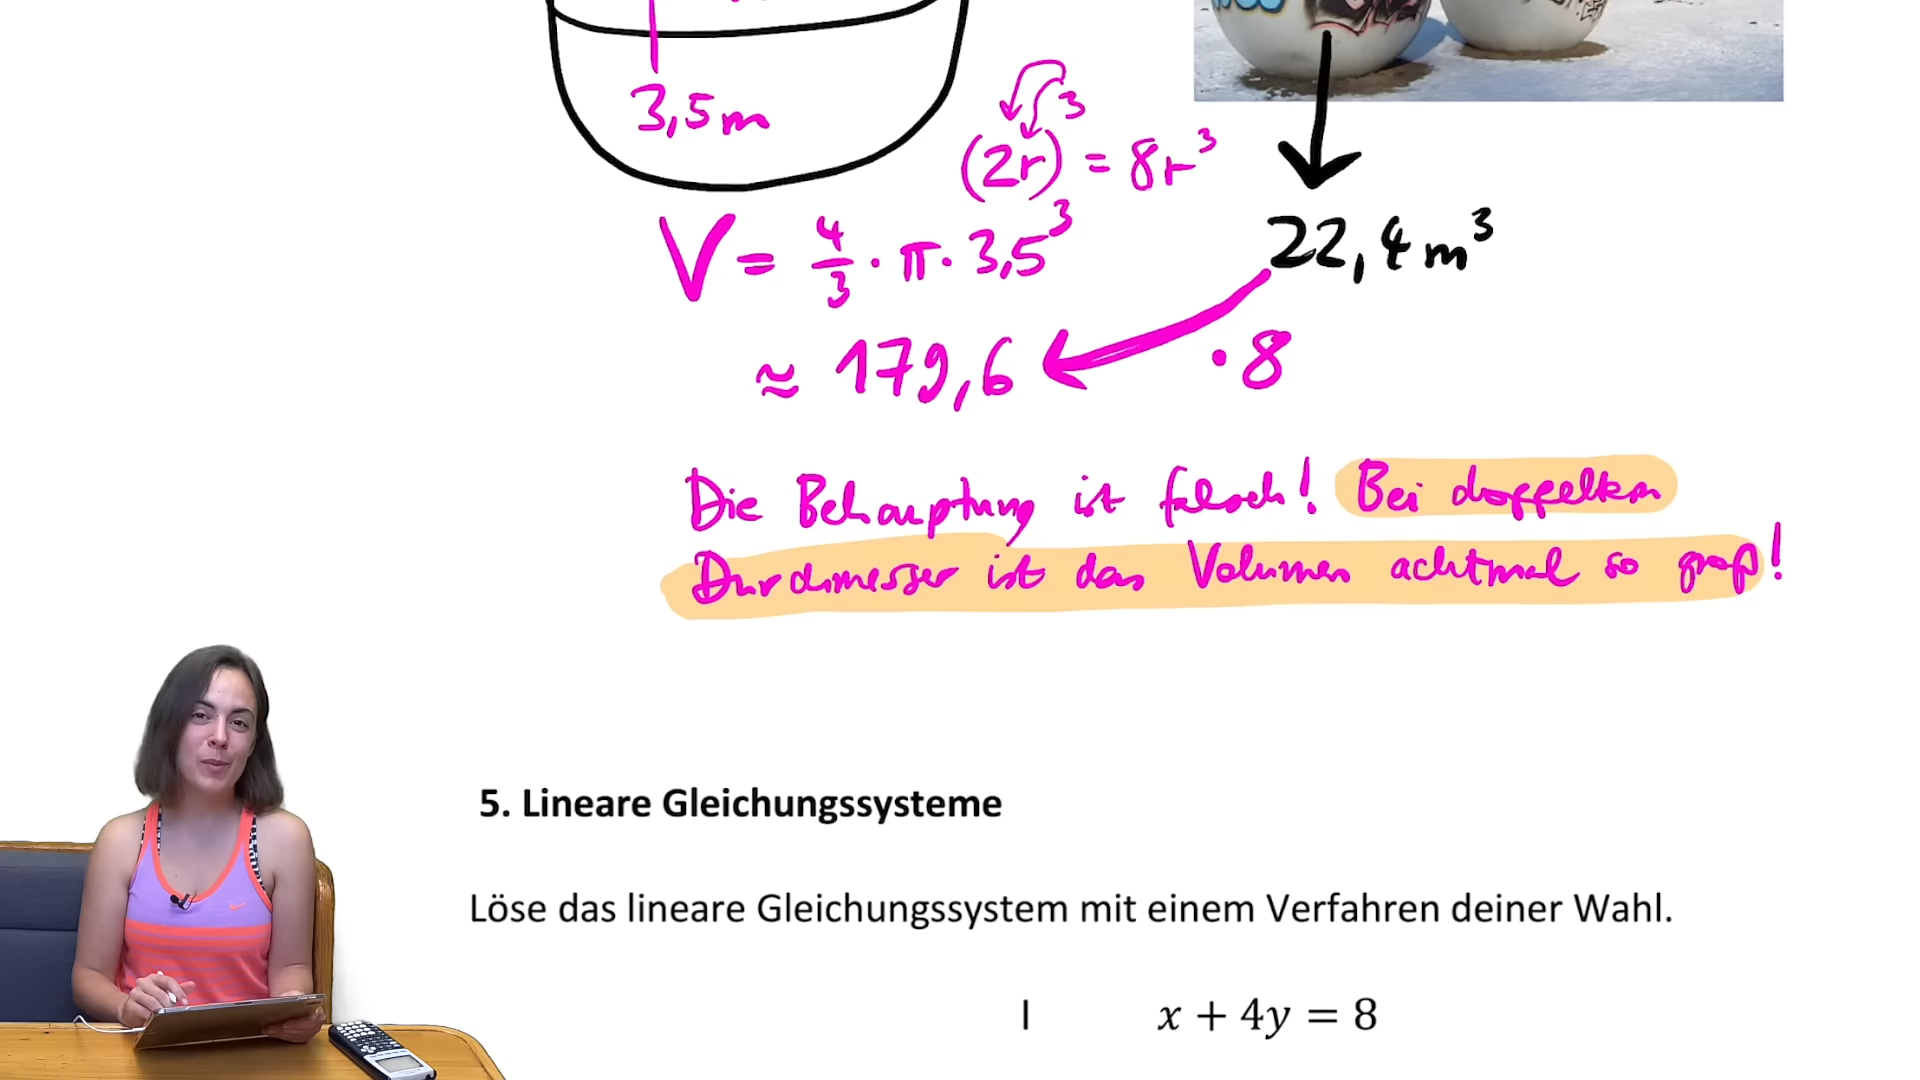 3,5m
(2r)³ = 8r³
V = 4/3 · π · 3,5³
22,4 m³
≈ 179,6
· 8
Die Behauptung ist falsch! Bei doppeltem
Durchmesser ist das Volumen achtmal so groß!
5. Lineare Gleichungssysteme
Löse das lineare Gleichungssystem mit einem Verfahren deiner Wahl.
I x + 4y = 8